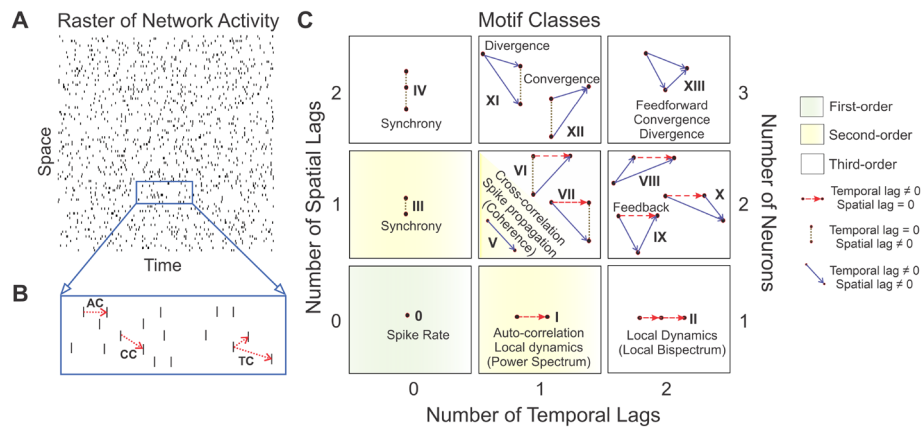 A
Raster of Network Activity
Space
Time
B
AC
CC
TC
C
Motif Classes
Number of Spatial Lags
2
1
0
IV
Synchrony
Divergence
Convergence
XI
XII
XIII
Feedforward
Convergence
Divergence
III
Synchrony
Cross-correlation
Spike propagation
(Coherence)
V
VI
VII
VIII
X
Feedback
IX
0
Spike Rate
I
Auto-correlation
Local dynamics
(Power Spectrum)
II
Local Dynamics
(Local Bispectrum)
0
1
2
Number of Temporal Lags
3
2
1
Number of Neurons
First-order
Second-order
Third-order
Temporal lag ≠ 0
Spatial lag = 0
Temporal lag = 0
Spatial lag ≠ 0
Temporal lag ≠ 0
Spatial lag ≠ 0